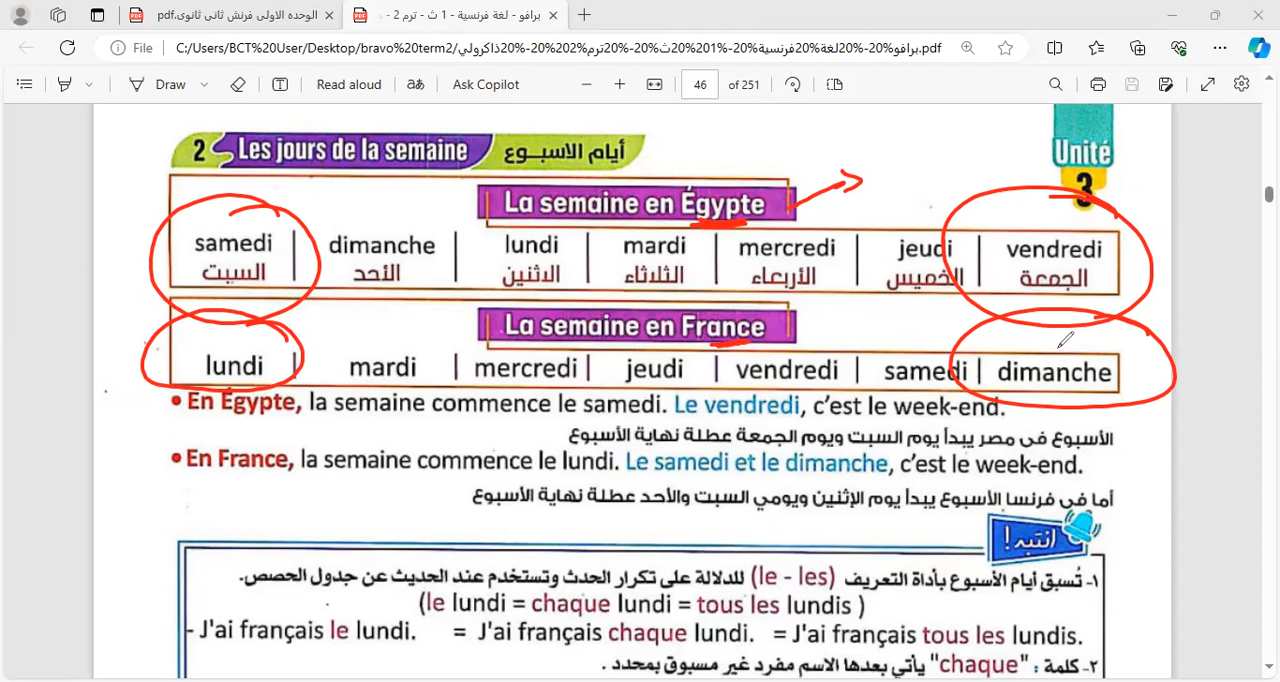 الوحده الاولى فرنش ثانى ثانوى.pdf
برافو - لغة فرنسية - 1 ث - ترم 2 -
File C:/Users/BCT%20User/Desktop/bravo%20term2/برافو%20-%20لغة%20فرنسية%20-%201%20ث%20-%20ترم%202%20-%20ذاكرولي.pdf
Draw Read aloud aあ Ask Copilot 46 of 251
2 Les jours de la semaine أيام الاسبوع
Unité
3
La semaine en Égypte
samedi dimanche lundi mardi mercredi jeudi vendredi
السبت الأحد الاثنين الثلاثاء الأربعاء الخميس الجمعة
La semaine en France
lundi mardi mercredi jeudi vendredi samedi dimanche
• En Égypte, la semaine commence le samedi. Le vendredi, c'est le week-end.
الأسبوع فى مصر يبدأ يوم السبت ويوم الجمعة عطلة نهاية الأسبوع
• En France, la semaine commence le lundi. Le samedi et le dimanche, c'est le week-end.
أما فى فرنسا الأسبوع يبدأ يوم الإثنين ويومي السبت والأحد عطلة نهاية الأسبوع
انتبه!
١- تُسبق أيام الأسبوع بأداة التعريف (le - les) للدلالة على تكرار الحدث وتستخدم عند الحديث عن جدول الحصص.
(le lundi = chaque lundi = tous les lundis )
- J'ai français le lundi. = J'ai français chaque lundi. = J'ai français tous les lundis.
٢- كلمة : "chaque" يأتي بعدها الاسم مفرد غير مسبوق بمحدد .